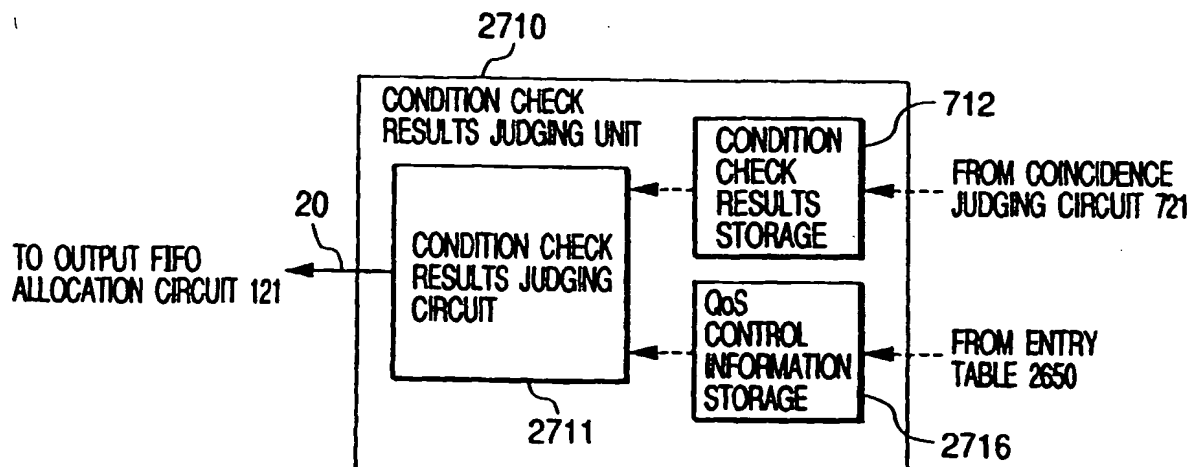 2710
CONDITION CHECK
RESULTS JUDGING UNIT
712
CONDITION
CHECK
RESULTS
STORAGE
FROM COINCIDENCE
JUDGING CIRCUIT 721
20
TO OUTPUT FIFO
ALLOCATION CIRCUIT 121
CONDITION CHECK
RESULTS JUDGING
CIRCUIT
QoS
CONTROL
INFORMATION
STORAGE
FROM ENTRY
TABLE 2650
2711
2716